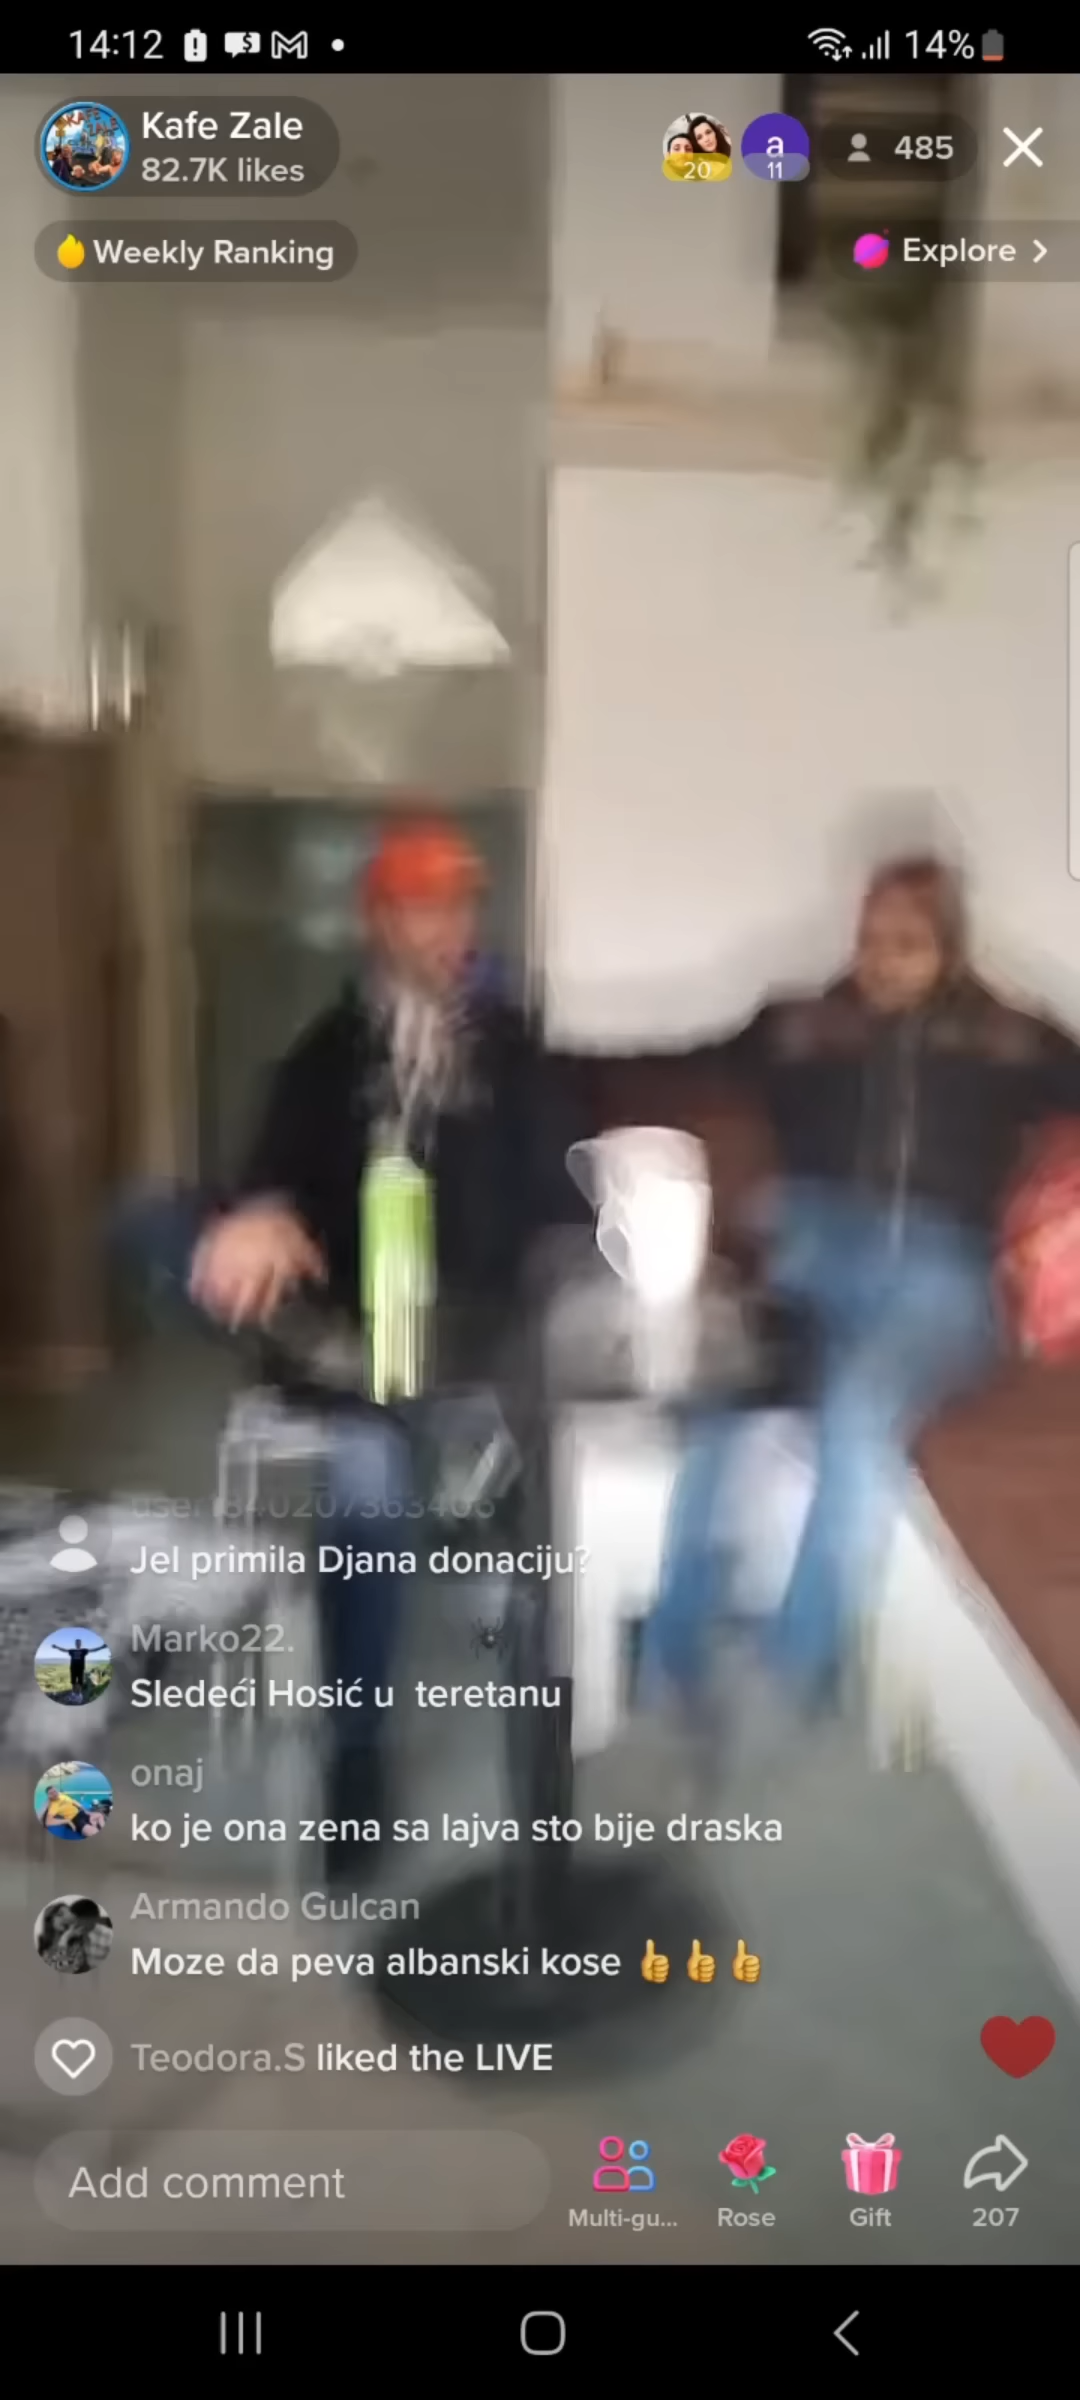 14:12
14%
Kafe Zale
82.7K likes
20
a
11
485
Weekly Ranking
Explore
Jel primila Djana donaciju?
Marko22.
Sledeći Hosić u teretanu
onaj
ko je ona zena sa lajva sto bije draska
Armando Gulcan
Moze da peva albanski kose 👍👍👍
Teodora.S liked the LIVE
Add comment
Multi-gu...
Rose
Gift
207